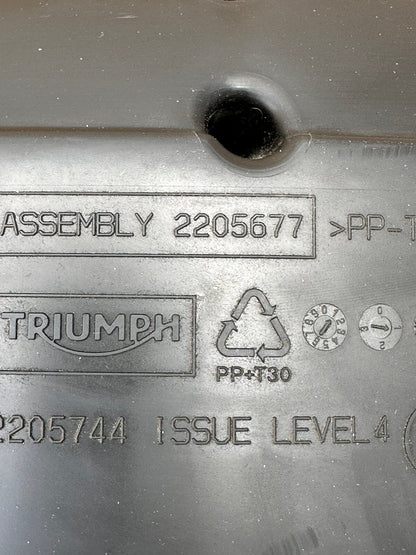 ASSEMBLY 2205677 >PP-T
TRIUMPH
PP+T30
2205744 ISSUE LEVEL4